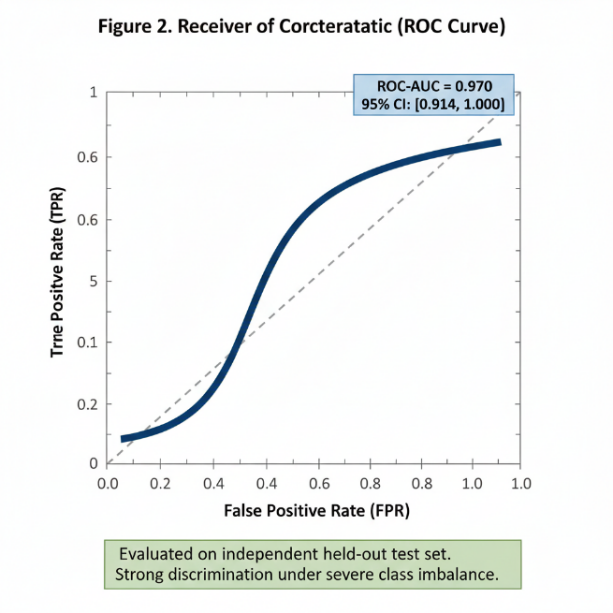 Figure 2. Receiver of Corcteratatic (ROC Curve)
ROC-AUC = 0.970
95% CI: [0.914, 1.000]
1
0.6
0.6
5
0.1
0.2
0
Trne Positve Rate (TPR)
0.0 0.2 0.4 0.4 0.6 0.8 0.8 1.0 1.0
False Positive Rate (FPR)
Evaluated on independent held-out test set.
Strong discrimination under severe class imbalance.